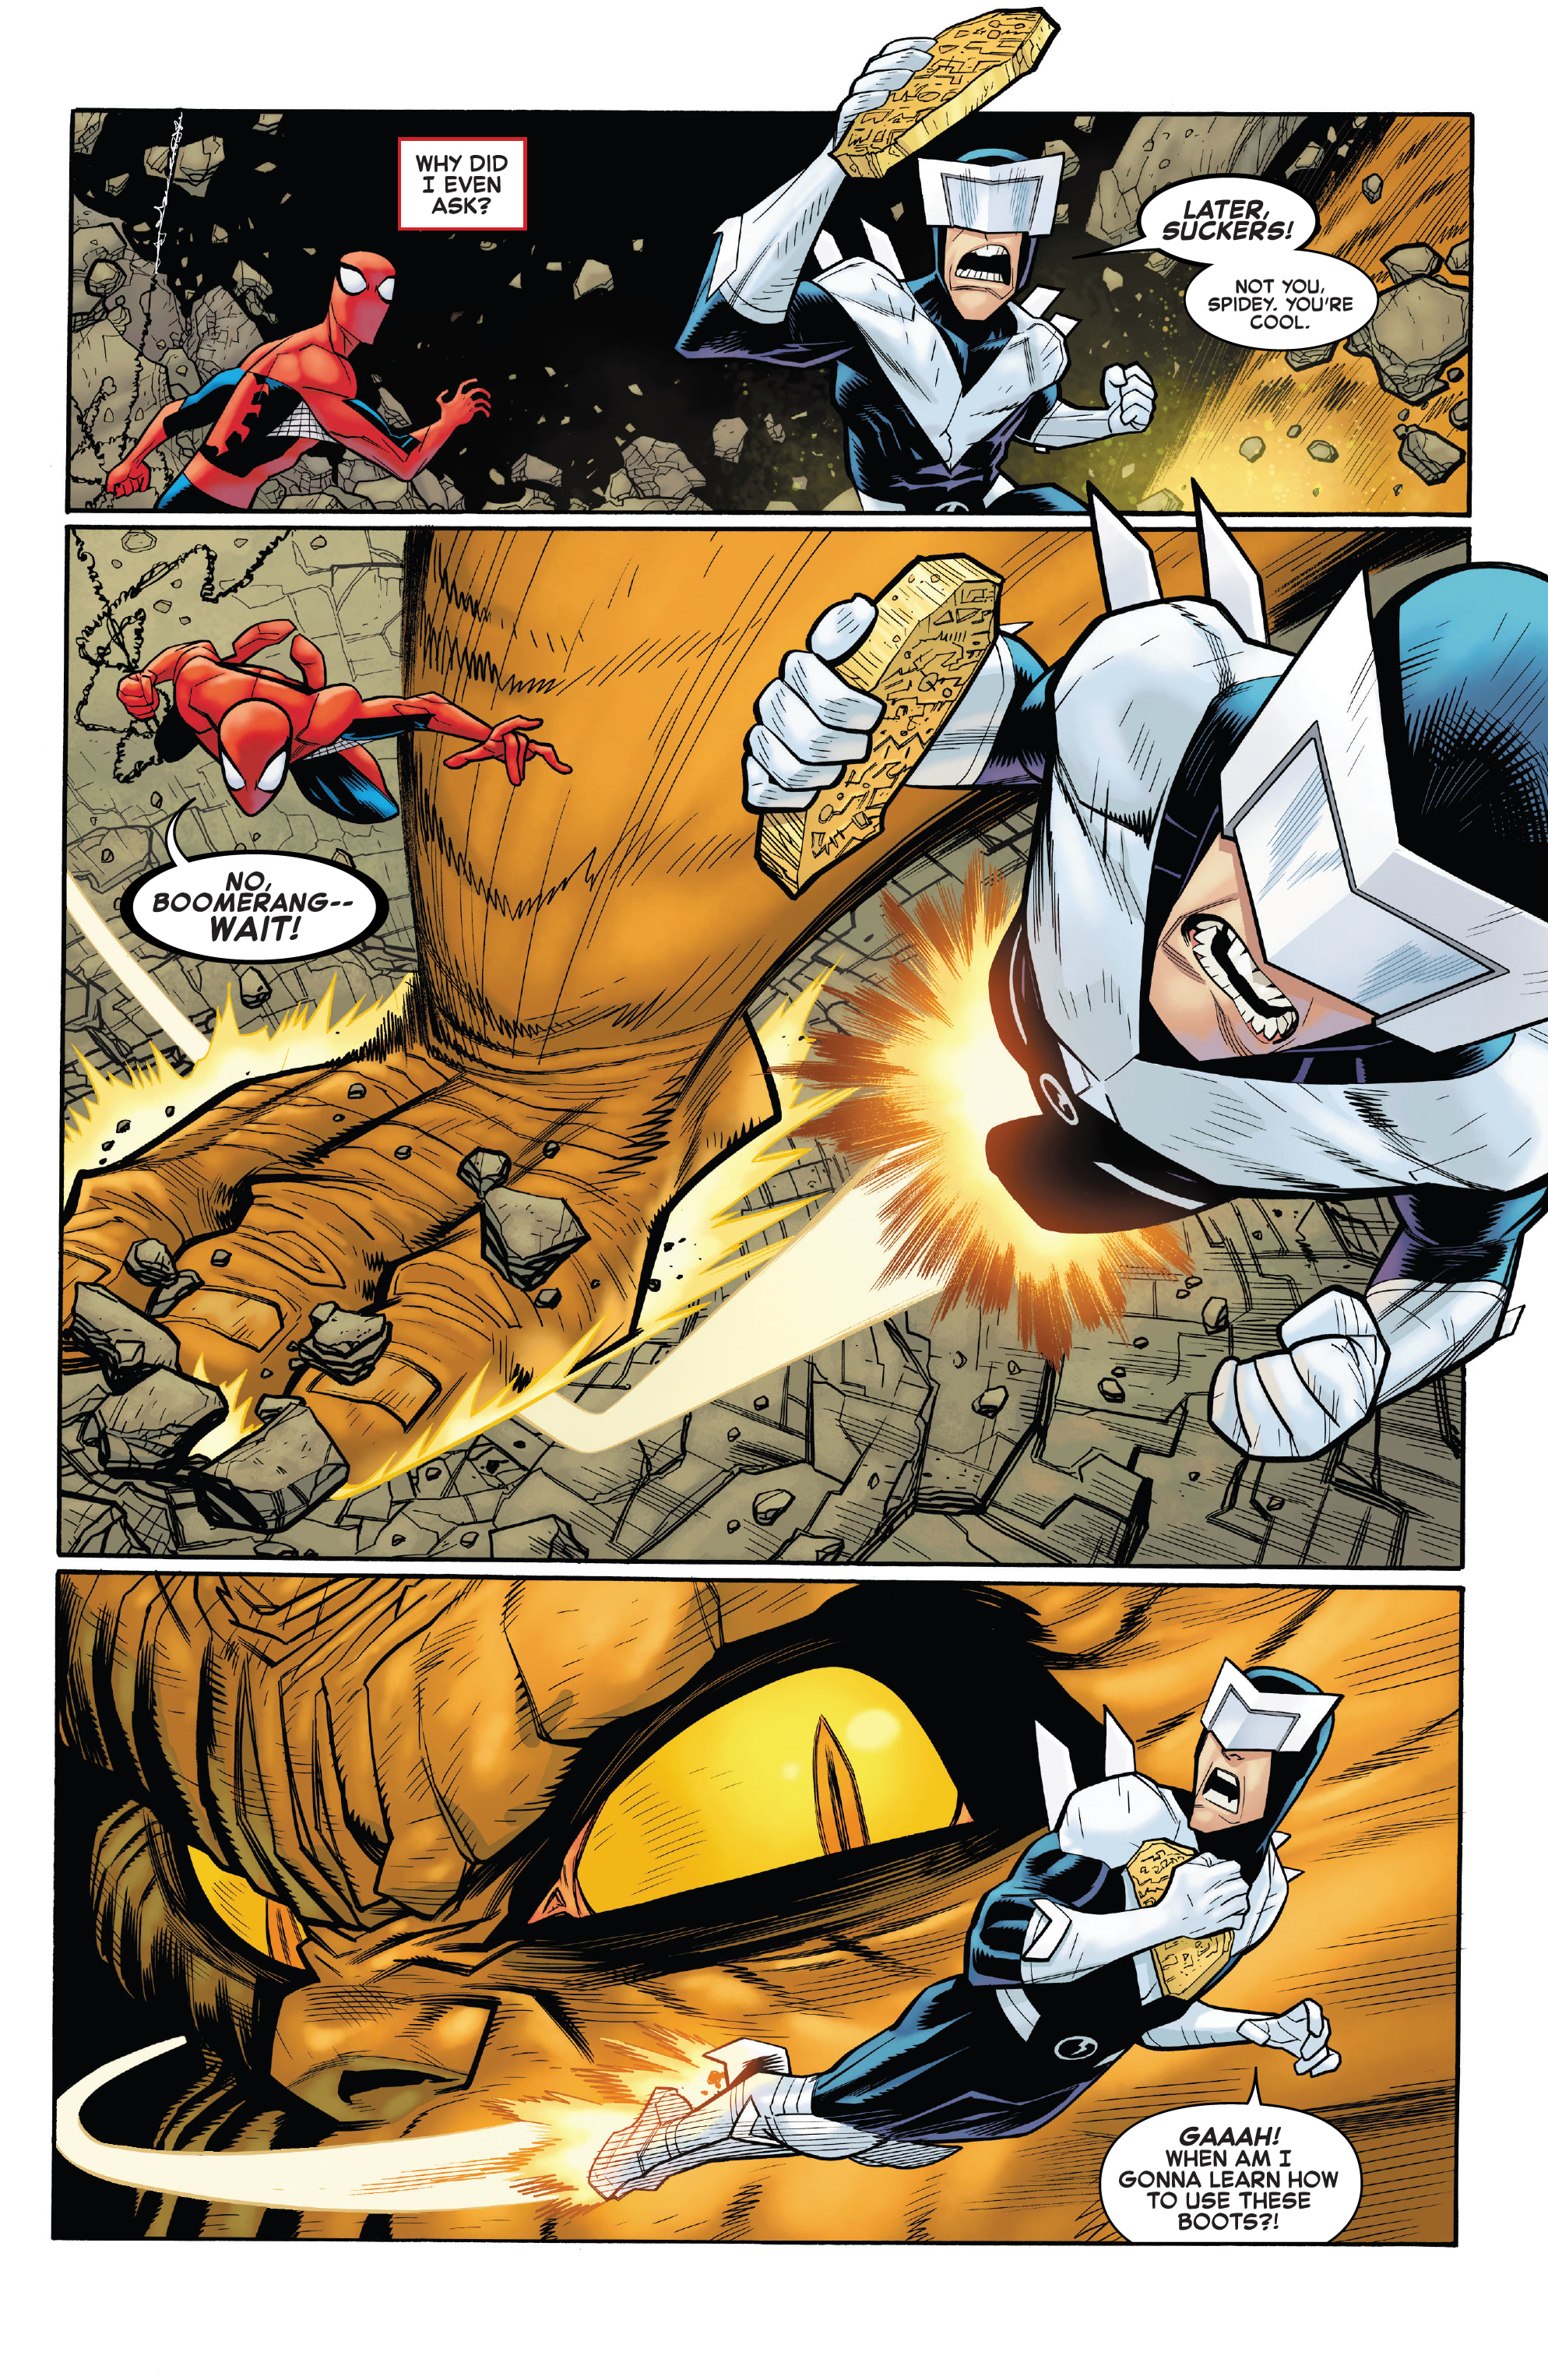 WHY DID
I EVEN
ASK?
LATER,
SUCKERS!
NOT YOU,
SPIDEY. YOU'RE
COOL.
NO,
BOOMERANG--
WAIT!
GAAAH!
WHEN AM I
GONNA LEARN HOW
TO USE THESE
BOOTS?!